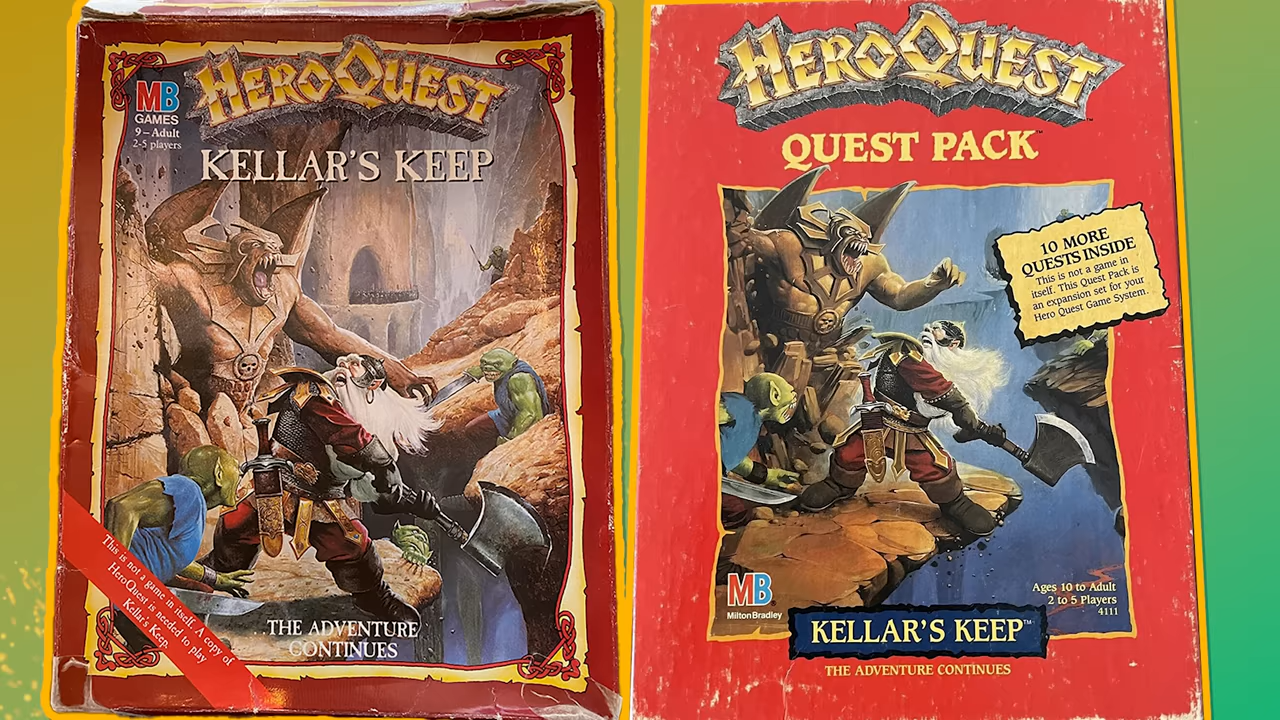 HEROQUEST
MB
GAMES
9–Adult
2-5 players
KELLAR'S KEEP
This is not a game in itself. A copy of
HeroQuest is needed to play
Kellar's Keep.
...THE ADVENTURE
CONTINUES
HEROQUEST
QUEST PACK™
10 MORE
QUESTS INSIDE
This is not a game in
itself. This Quest Pack is
an expansion set for your
Hero Quest Game System.
MB
Milton Bradley
Ages 10 to Adult
2 to 5 Players
4111
KELLAR'S KEEP™
THE ADVENTURE CONTINUES